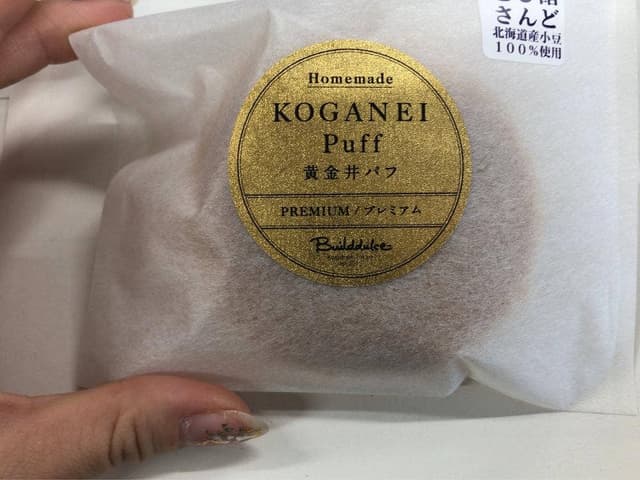 Homemade
KOGANEI
Puff
黄金井パフ
PREMIUM / プレミアム
Builddulce
さんど
北海道産小豆
100%使用